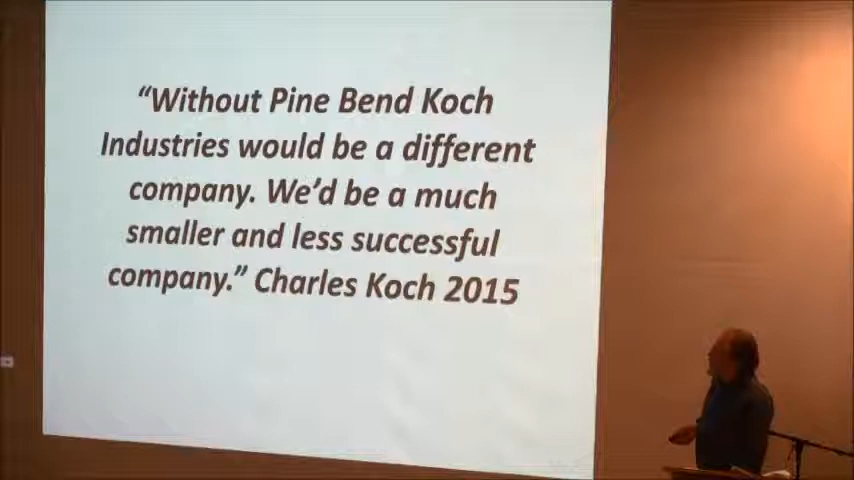 “Without Pine Bend Koch
Industries would be a different
company. We’d be a much
smaller and less successful
company.” Charles Koch 2015